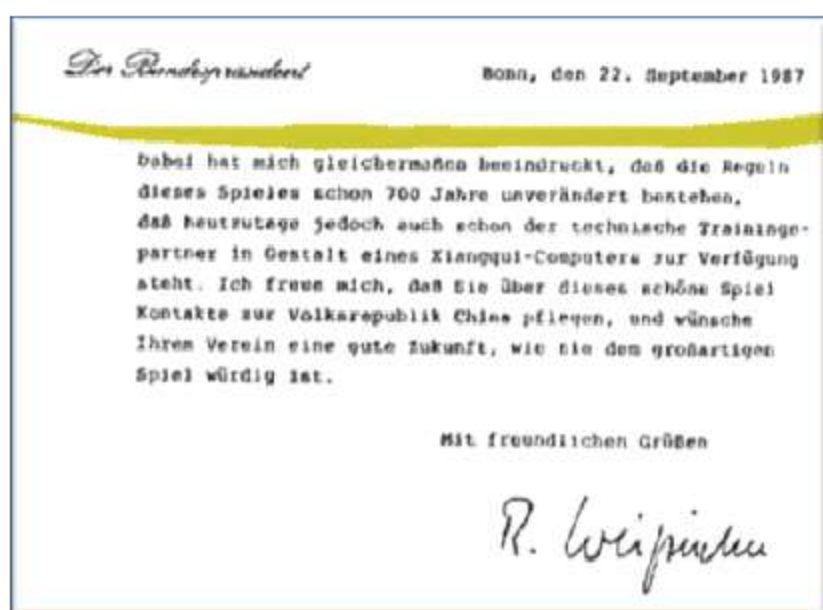 Der Bundespräsident
Bonn, den 22. September 1987
Dabei hat mich gleichermaßen beeindruckt, daß die Regeln
dieses Spieles schon 700 Jahre unverändert bestehen,
daß heutzutage jedoch auch schon der technische Trainings-
partner in Gestalt eines Xiangqui-Computers zur Verfügung
steht. Ich freue mich, daß Sie über dieses schöne Spiel
Kontakte zur Volksrepublik China pflegen, und wünsche
Ihrem Verein eine gute Zukunft, wie sie dem großartigen
Spiel würdig ist.
Mit freundlichen Grüßen
R. Weizsäcker